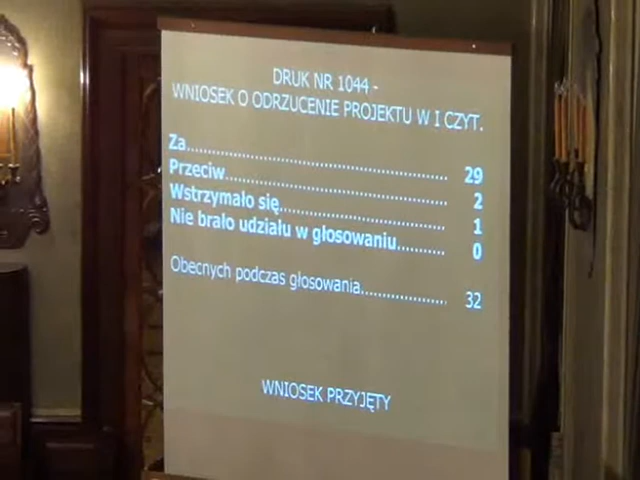 DRUK NR 1044 -
WNIOSEK O ODRZUCENIE PROJEKTU W I CZYT.
Za.................................................. 29
Przeciw.......................................... 2
Wstrzymało się............................... 1
Nie brało udziału w głosowaniu......... 0
Obecnych podczas głosowania................ 32
WNIOSEK PRZYJĘTY